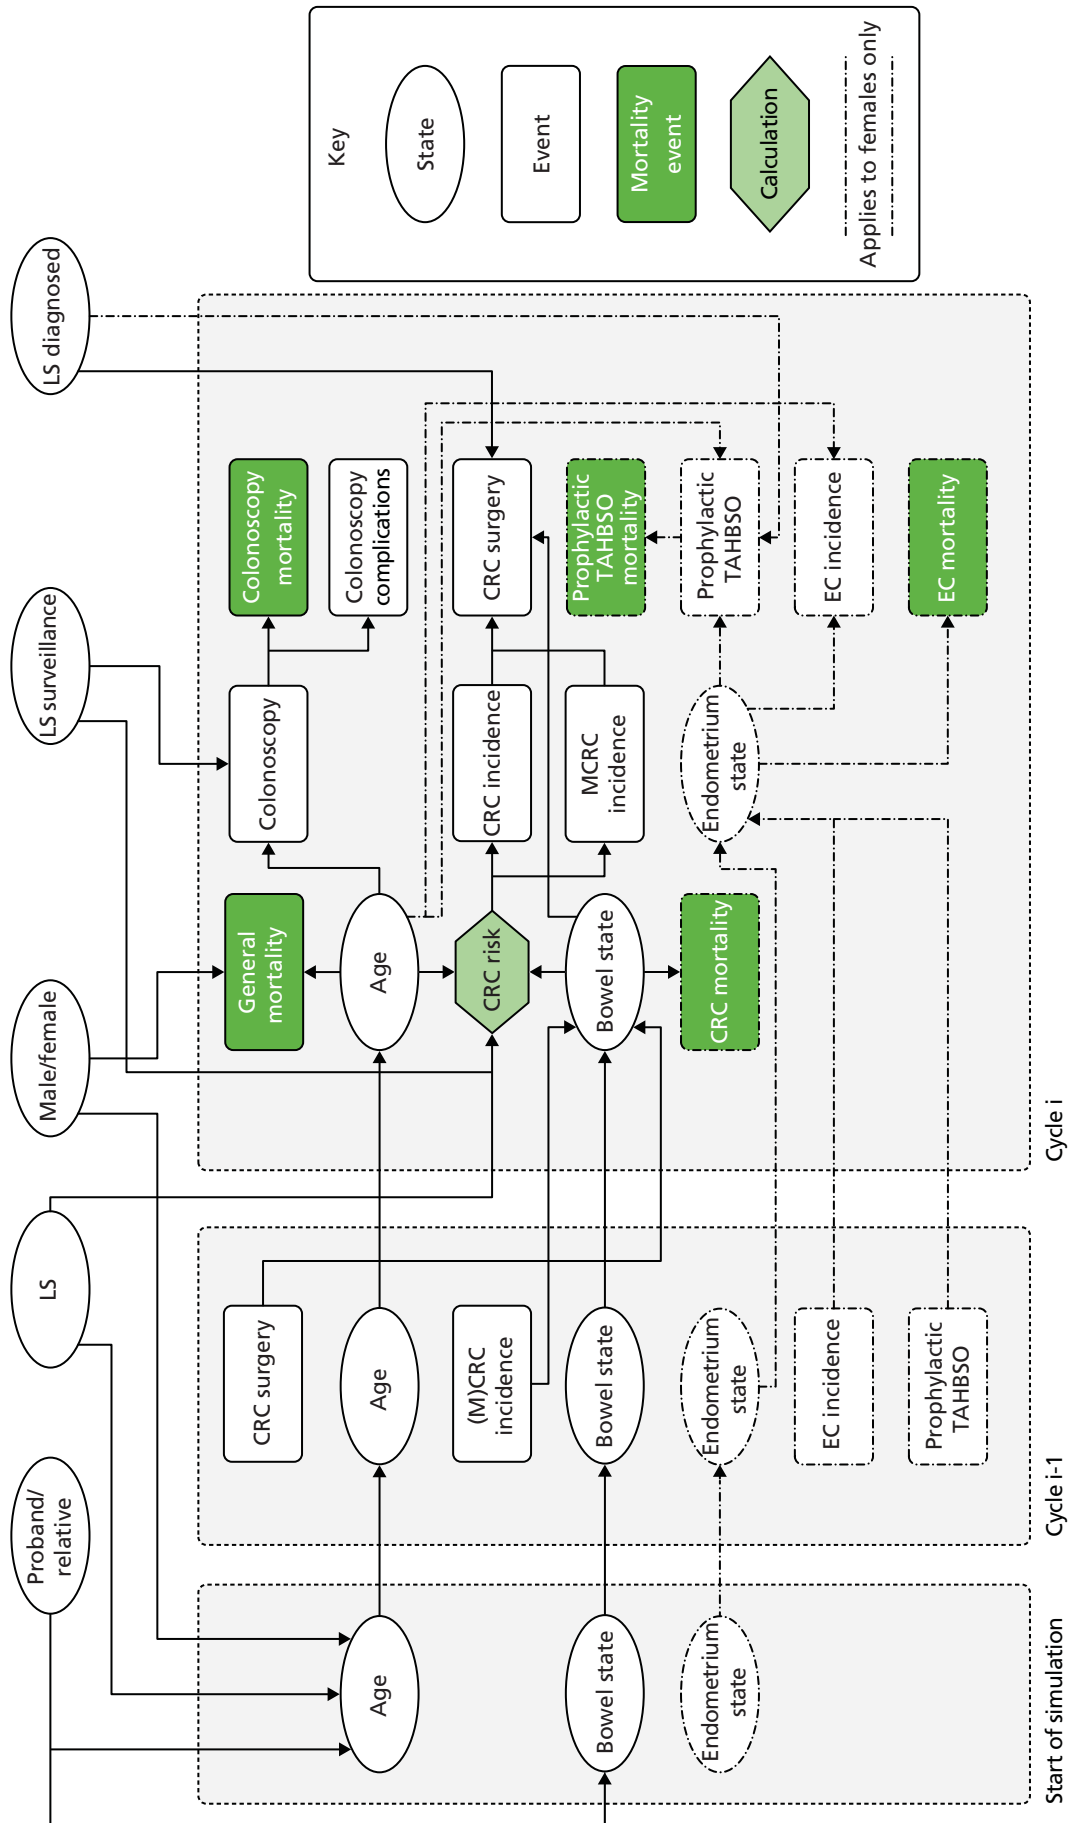 Proband/
relative
LS
Male/female
LS surveillance
LS diagnosed
Age
Bowel state
Endometrium
state
Start of simulation
CRC surgery
Age
(M)CRC
incidence
Bowel state
Endometrium
state
EC incidence
Prophylactic
TAHBSO
Cycle i-1
General
mortality
Age
CRC risk
Bowel state
CRC mortality
Colonoscopy
CRC incidence
MCRC
incidence
Endometrium
state
Colonoscopy
mortality
Colonoscopy
complications
CRC surgery
Prophylactic
TAHBSO
mortality
Prophylactic
TAHBSO
EC incidence
EC mortality
Cycle i
Key
State
Event
Mortality
event
Calculation
Applies to females only